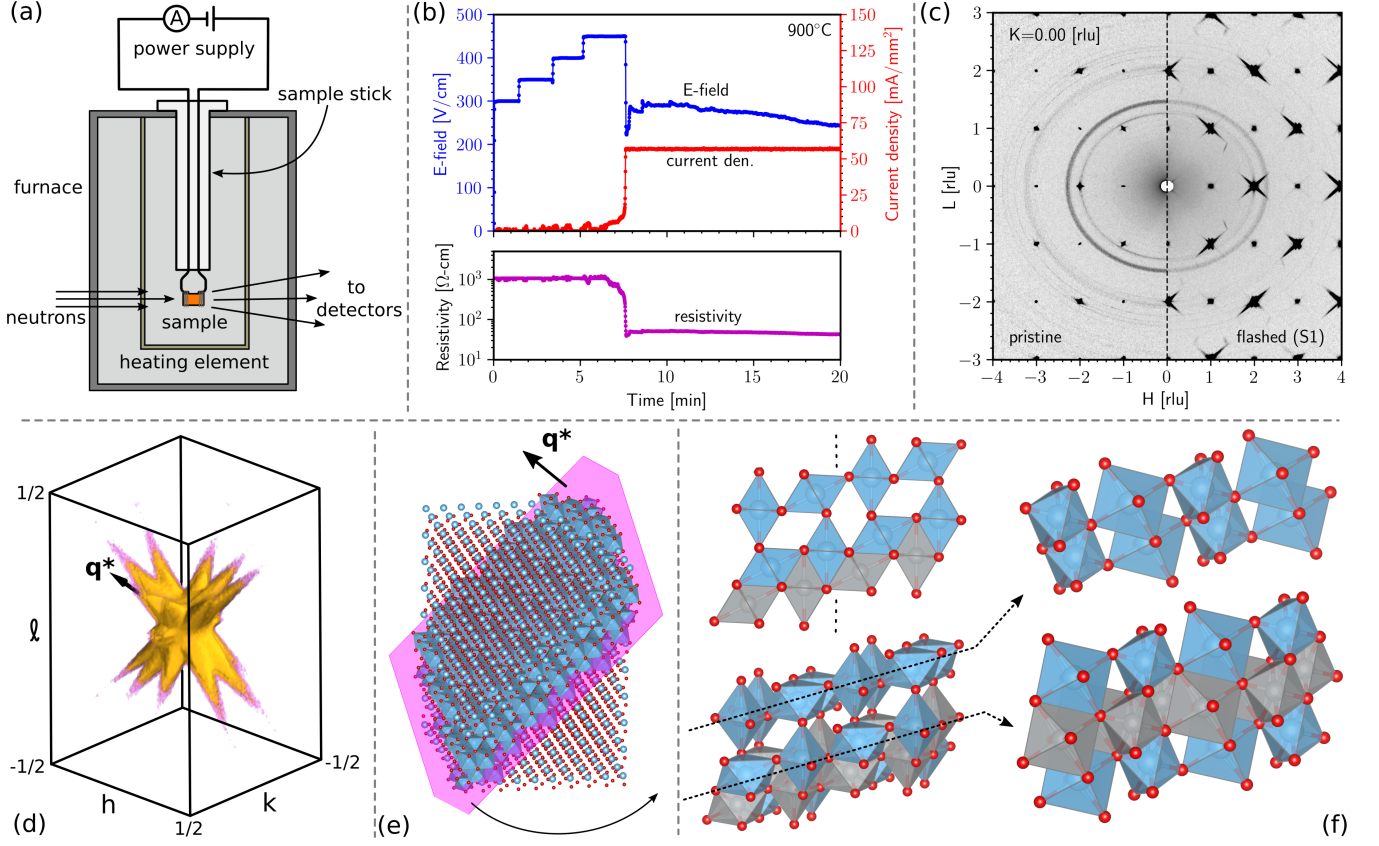 (a)
A
power supply
sample stick
furnace
neutrons
sample
to
detectors
heating element
(b)
500
400
300
200
100
0
E-field [V/cm]
900°C
E-field
current den.
150
125
100
75
50
25
0
Current density [mA/mm²]
10³
10²
10¹
Resistivity [Ω-cm]
resistivity
0 5 10 15 20
Time [min]
(c)
3
2
1
0
−1
−2
−3
L [rlu]
K=0.00 [rlu]
pristine
flashed (S1)
−4 −3 −2 −1 0 1 2 3 4
H [rlu]
1/2
q*
ℓ
-1/2
-1/2
h
k
1/2
(d)
q*
(e)
(f)